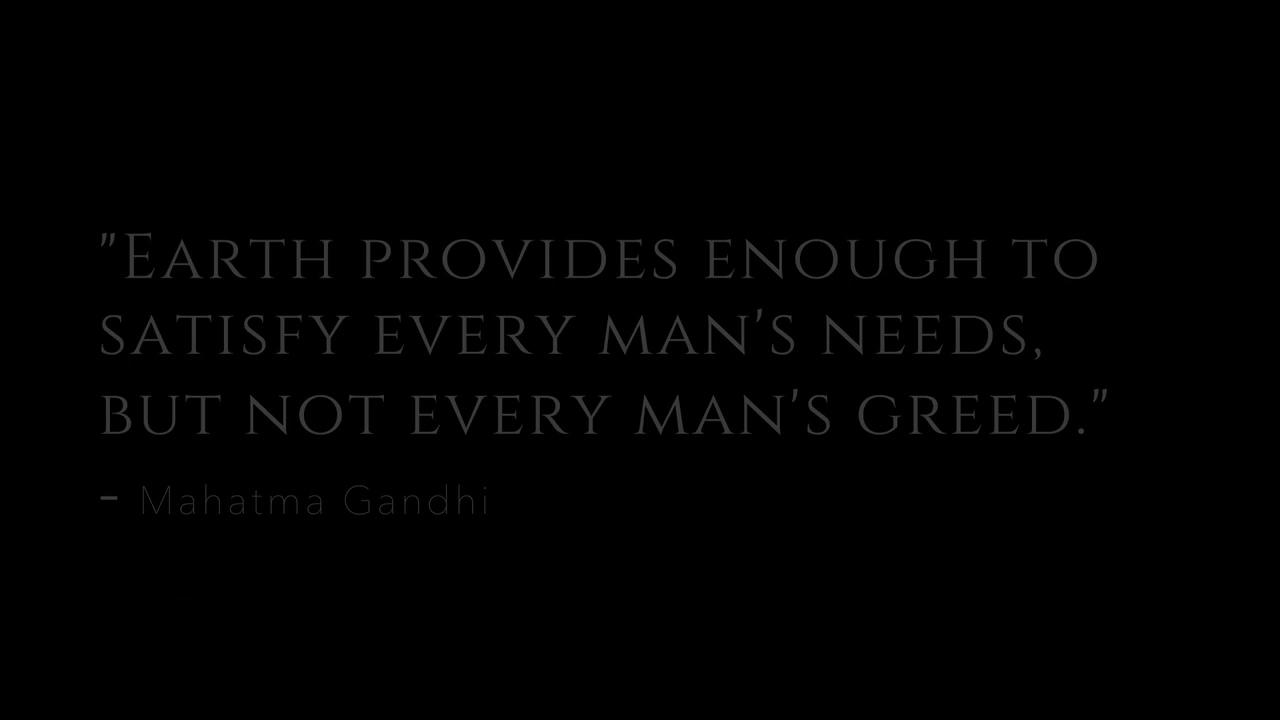 "Earth provides enough to
satisfy every man's needs,
but not every man's greed."
- Mahatma Gandhi